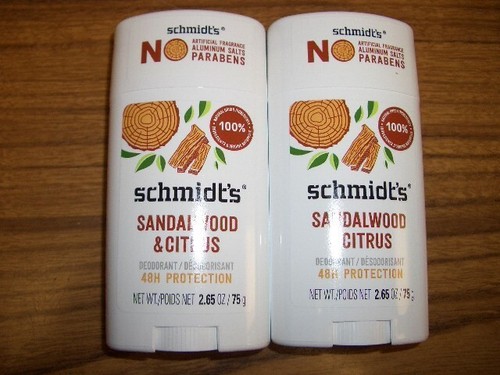 schmidt's®
NO ARTIFICIAL FRAGRANCE
ALUMINUM SALTS
PARABENS
100%
schmidt's®
SANDALWOOD
& CITRUS
DEODORANT / DÉSODORISANT
48H PROTECTION
NET WT./POIDS NET 2.65 OZ / 75 g
schmidt's®
NO ARTIFICIAL FRAGRANCE
ALUMINUM SALTS
PARABENS
100%
schmidt's®
SANDALWOOD
CITRUS
DEODORANT / DÉSODORISANT
48H PROTECTION
NET WT./POIDS NET 2.65 OZ / 75 g